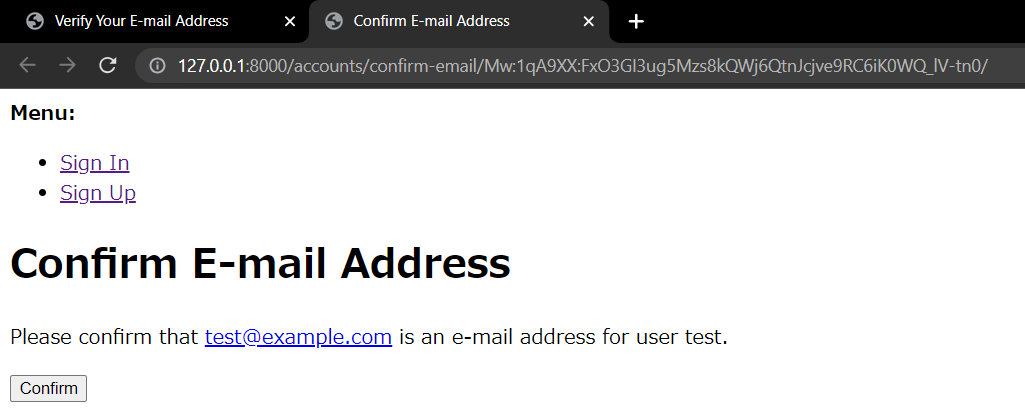 Verify Your E-mail Address
Confirm E-mail Address
127.0.0.1:8000/accounts/confirm-email/Mw:1qA9XX:FxO3GI3ug5Mzs8kQWj6QtnJcjve9RC6iK0WQ_lV-tn0/
Menu:
Sign In
Sign Up
Confirm E-mail Address
Please confirm that test@example.com is an e-mail address for user test.
Confirm